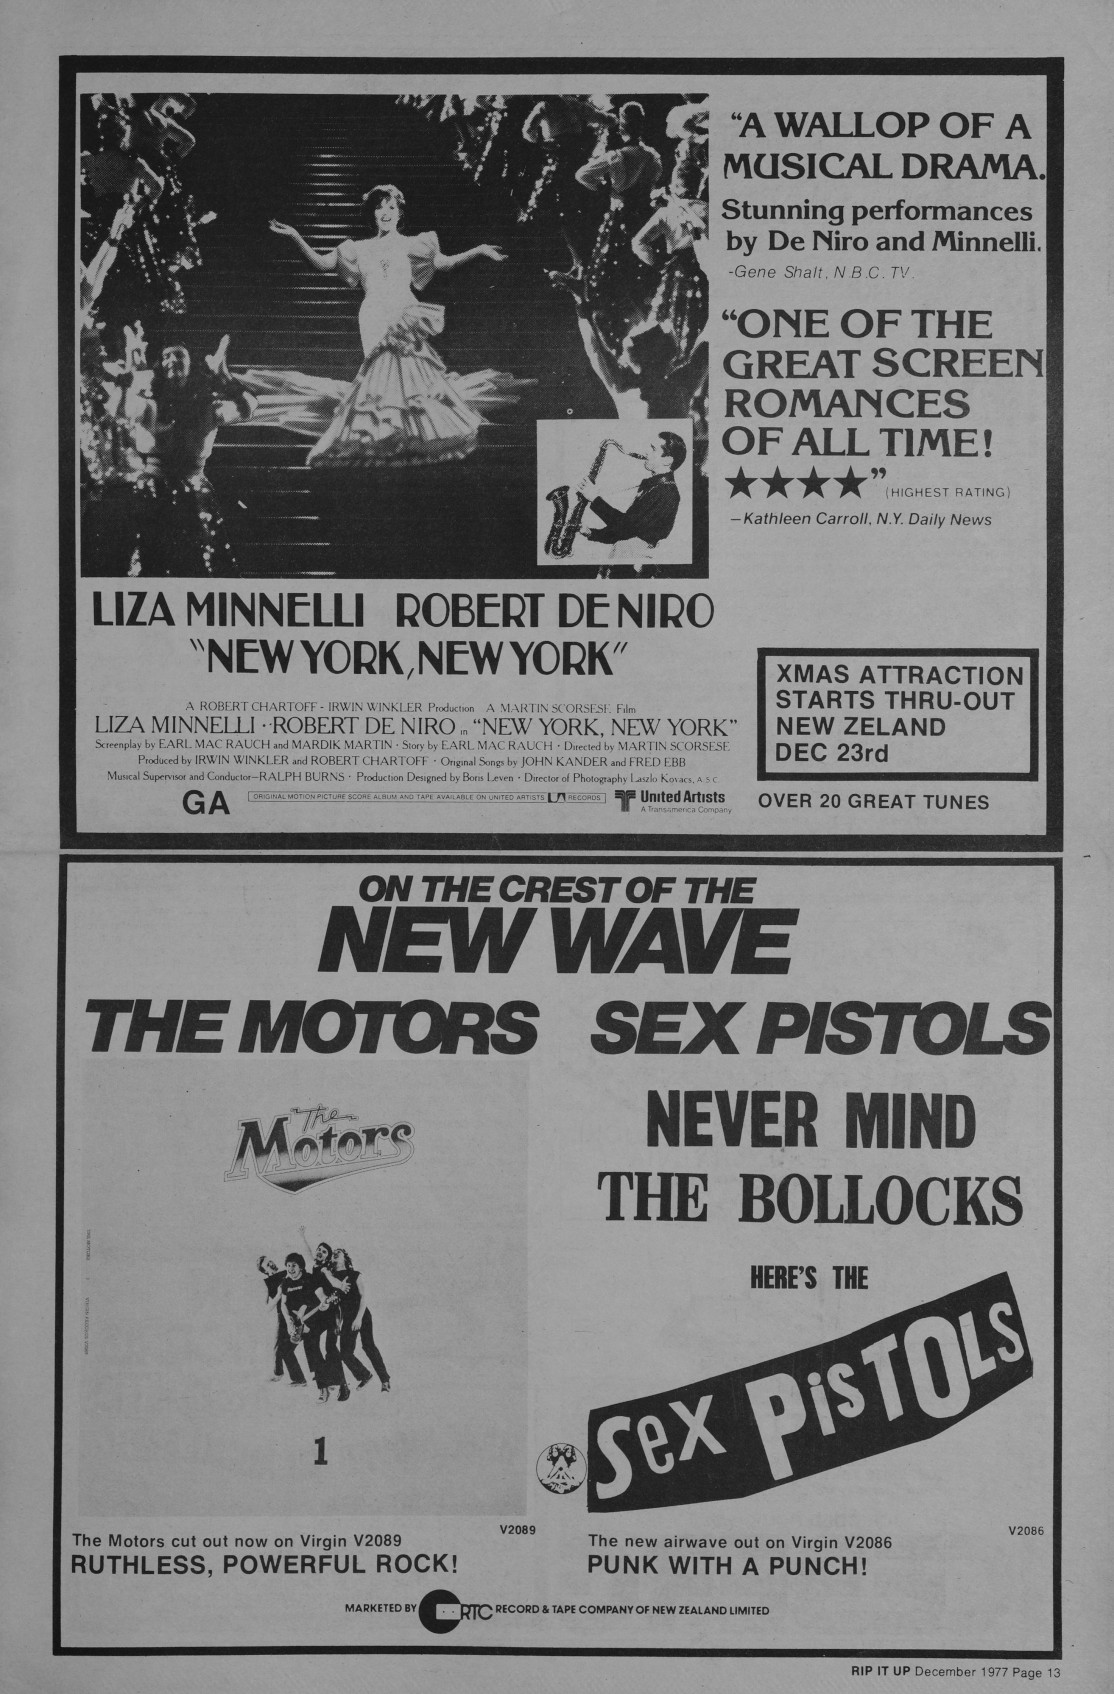 “A WALLOP OF A
MUSICAL DRAMA.
Stunning performances
by De Niro and Minnelli.
-Gene Shalt, N.B.C. TV.
“ONE OF THE
GREAT SCREEN
ROMANCES
OF ALL TIME!
★★★★” (HIGHEST RATING)
—Kathleen Carroll, N.Y. Daily News
LIZA MINNELLI ROBERT DE NIRO
“NEW YORK, NEW YORK”
A ROBERT CHARTOFF - IRWIN WINKLER Production A MARTIN SCORSESE Film
LIZA MINNELLI · ROBERT DE NIRO in “NEW YORK, NEW YORK”
Screenplay by EARL MAC RAUCH and MARDIK MARTIN · Story by EARL MAC RAUCH · Directed by MARTIN SCORSESE
Produced by IRWIN WINKLER and ROBERT CHARTOFF · Original Songs by JOHN KANDER and FRED EBB
Musical Supervisor and Conductor—RALPH BURNS · Production Designed by Boris Leven · Director of Photography Laszlo Kovacs, A.S.C.
GA
ORIGINAL MOTION PICTURE SCORE ALBUM AND TAPE AVAILABLE ON UNITED ARTISTS UA RECORDS
United Artists
A Transamerica Company
XMAS ATTRACTION
STARTS THRU-OUT
NEW ZELAND
DEC 23rd
OVER 20 GREAT TUNES
ON THE CREST OF THE
NEW WAVE
THE MOTORS SEX PISTOLS
The
Motors
1
NEVER MIND
THE BOLLOCKS
HERE'S THE
SEX PiSTOLS
V2089
The Motors cut out now on Virgin V2089
RUTHLESS, POWERFUL ROCK!
V2086
The new airwave out on Virgin V2086
PUNK WITH A PUNCH!
MARKETED BY RTC RECORD & TAPE COMPANY OF NEW ZEALAND LIMITED
RIP IT UP December 1977 Page 13